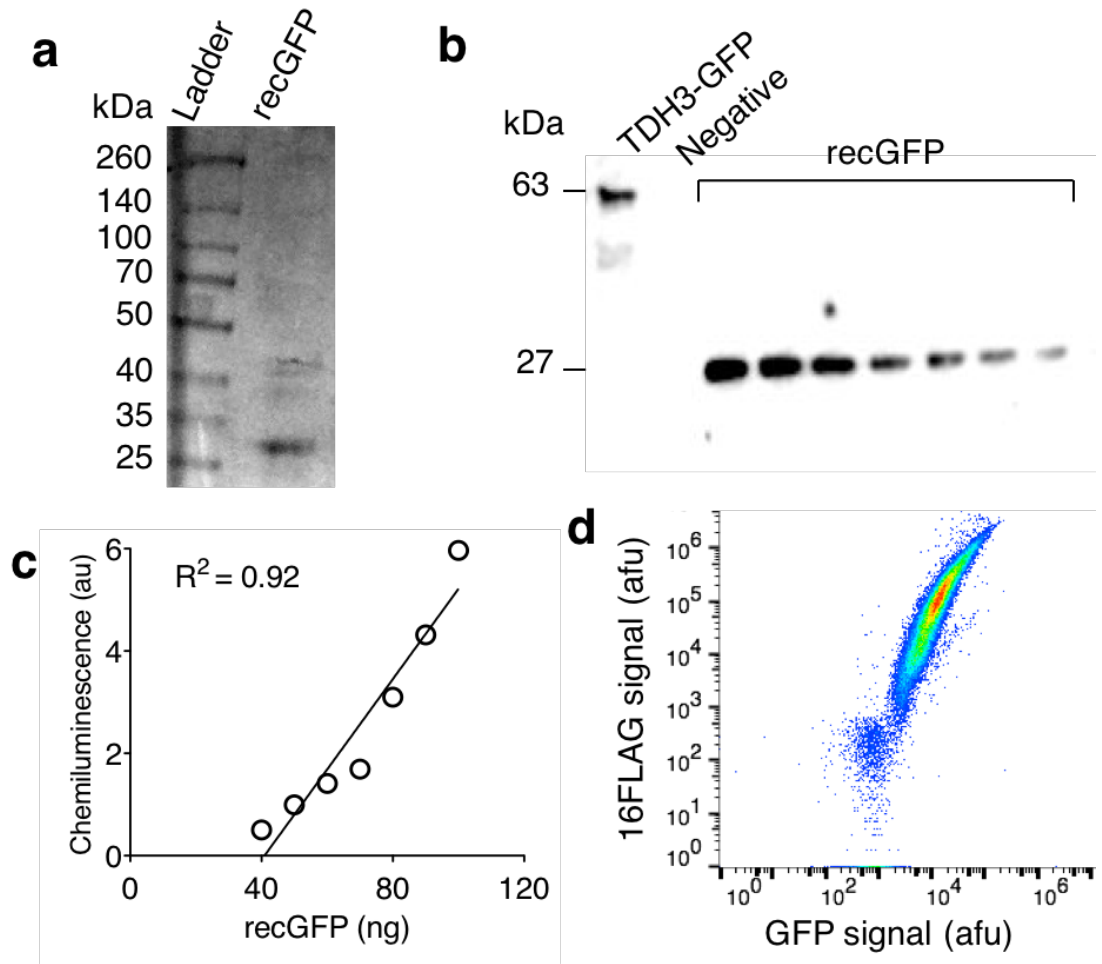 a
kDa
Ladder
recGFP
260
140
100
70
50
40
35
25
b
kDa
TDH3-GFP
Negative
recGFP
63
27
c
R² = 0.92
Chemiluminescence (au)
6
4
2
0
0 40 80 120
recGFP (ng)
d
16FLAG signal (afu)
10⁶
10⁵
10⁴
10³
10²
10¹
10⁰
10⁰ 10² 10⁴ 10⁶
GFP signal (afu)